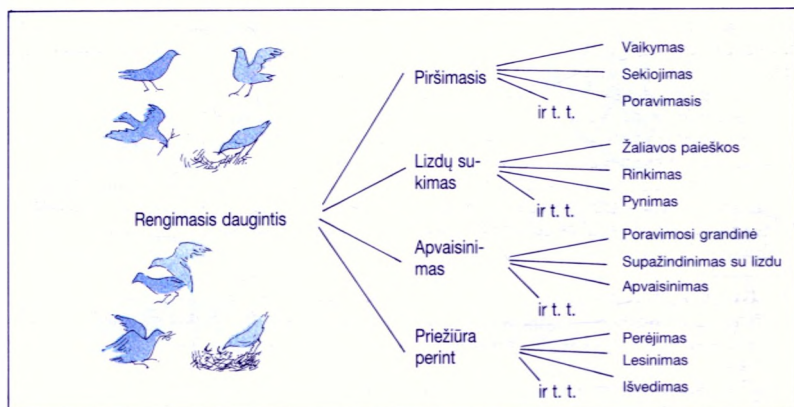 Rengimasis daugintis
Piršimasis
Vaikymas
Sekiojimas
Poravimasis
ir t. t.
Lizdų su-
kimas
Žaliavos paieškos
Rinkimas
Pynimas
ir t. t.
Apvaisini-
mas
Poravimosi grandinė
Supažindinimas su lizdu
Apvaisinimas
ir t. t.
Priežiūra
perint
Perėjimas
Lesinimas
Išvedimas
ir t. t.